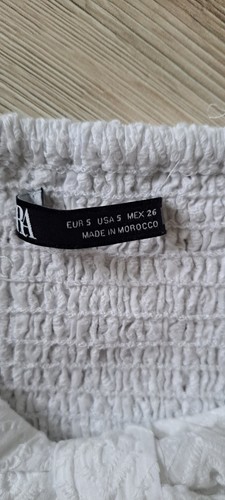 RA
EUR S USA S MEX 26
MADE IN MOROCCO